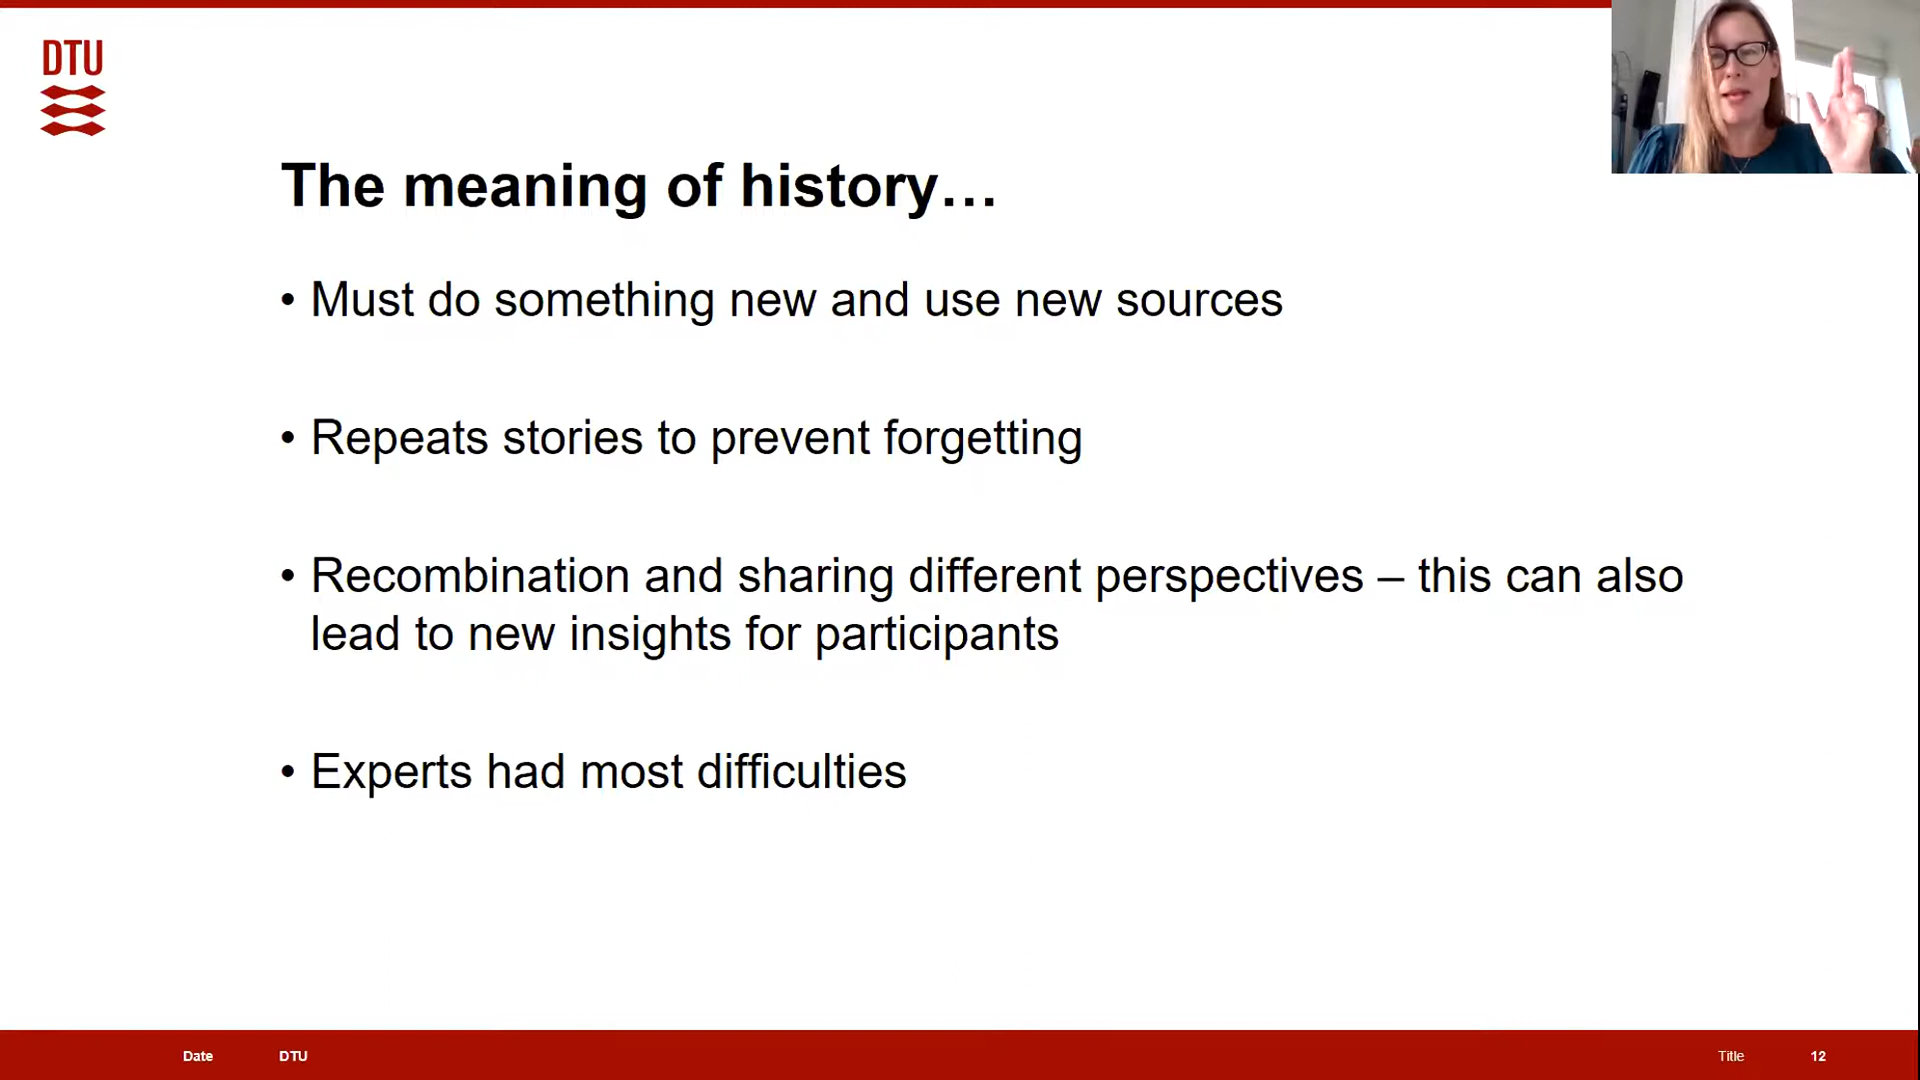 DTU
The meaning of history…
• Must do something new and use new sources
• Repeats stories to prevent forgetting
• Recombination and sharing different perspectives – this can also
lead to new insights for participants
• Experts had most difficulties
Date DTU Title 12